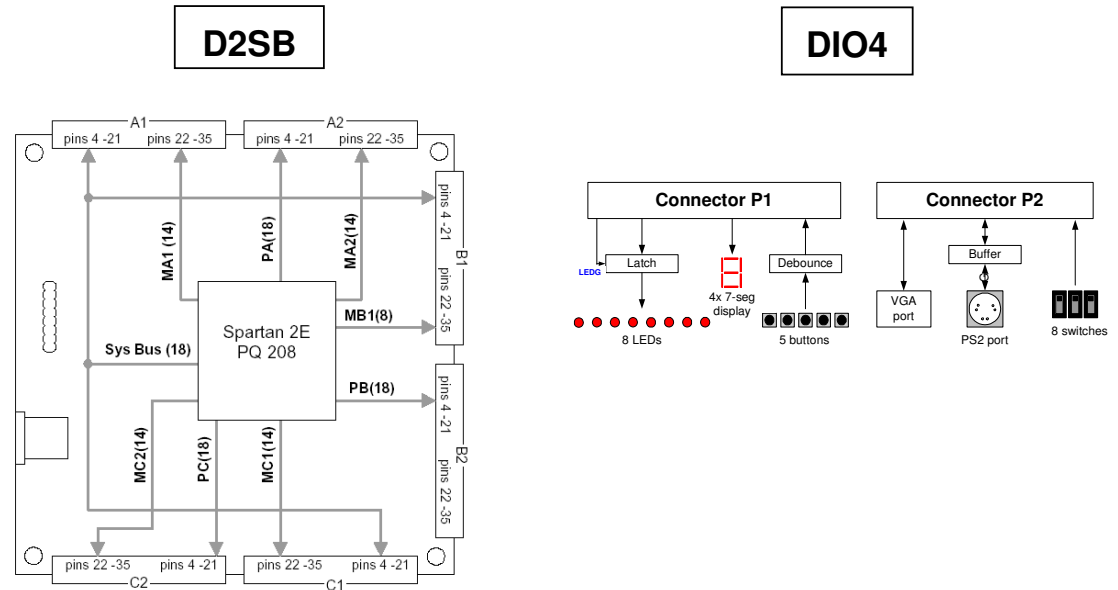 D2SB
DIO4
A1
A2
pins 4 -21
pins 22 -35
pins 4 -21
pins 22 -35
pins 4 -21
B1
pins 22 -35
MA1 (14)
PA(18)
MA2(14)
MB1(8)
Spartan 2E
PQ 208
Sys Bus (18)
PB(18)
pins 4 -21
B2
pins 22 -35
MC2(14)
PC(18)
MC1(14)
pins 22 -35
pins 4 -21
pins 22 -35
pins 4 -21
C2
C1
Connector P1
Connector P2
LEDG
Latch
Debounce
Buffer
4x 7-seg
display
8 LEDs
5 buttons
VGA
port
PS2 port
8 switches